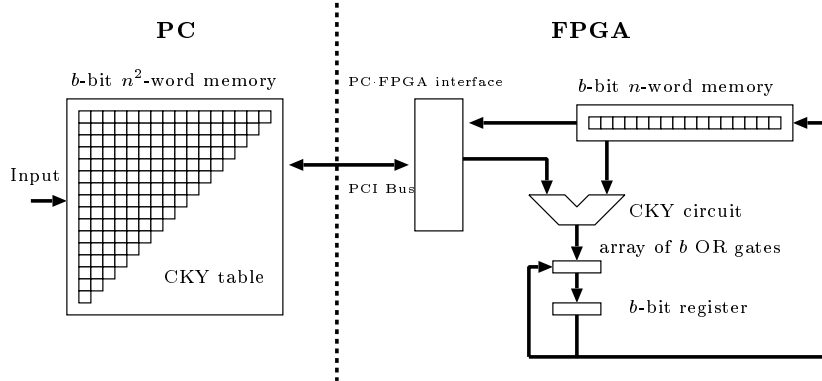 PC
FPGA
b-bit n²-word memory
PC-FPGA interface
b-bit n-word memory
Input
PCI Bus
CKY circuit
array of b OR gates
CKY table
b-bit register